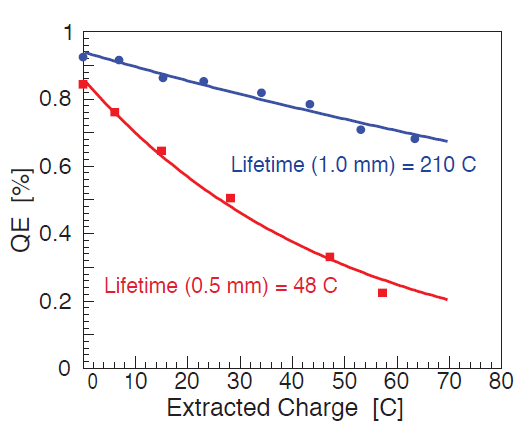 1
0.8
0.6
0.4
0.2
0
QE [%]
Lifetime (1.0 mm) = 210 C
Lifetime (0.5 mm) = 48 C
0 10 20 30 40 50 60 70 80
Extracted Charge [C]